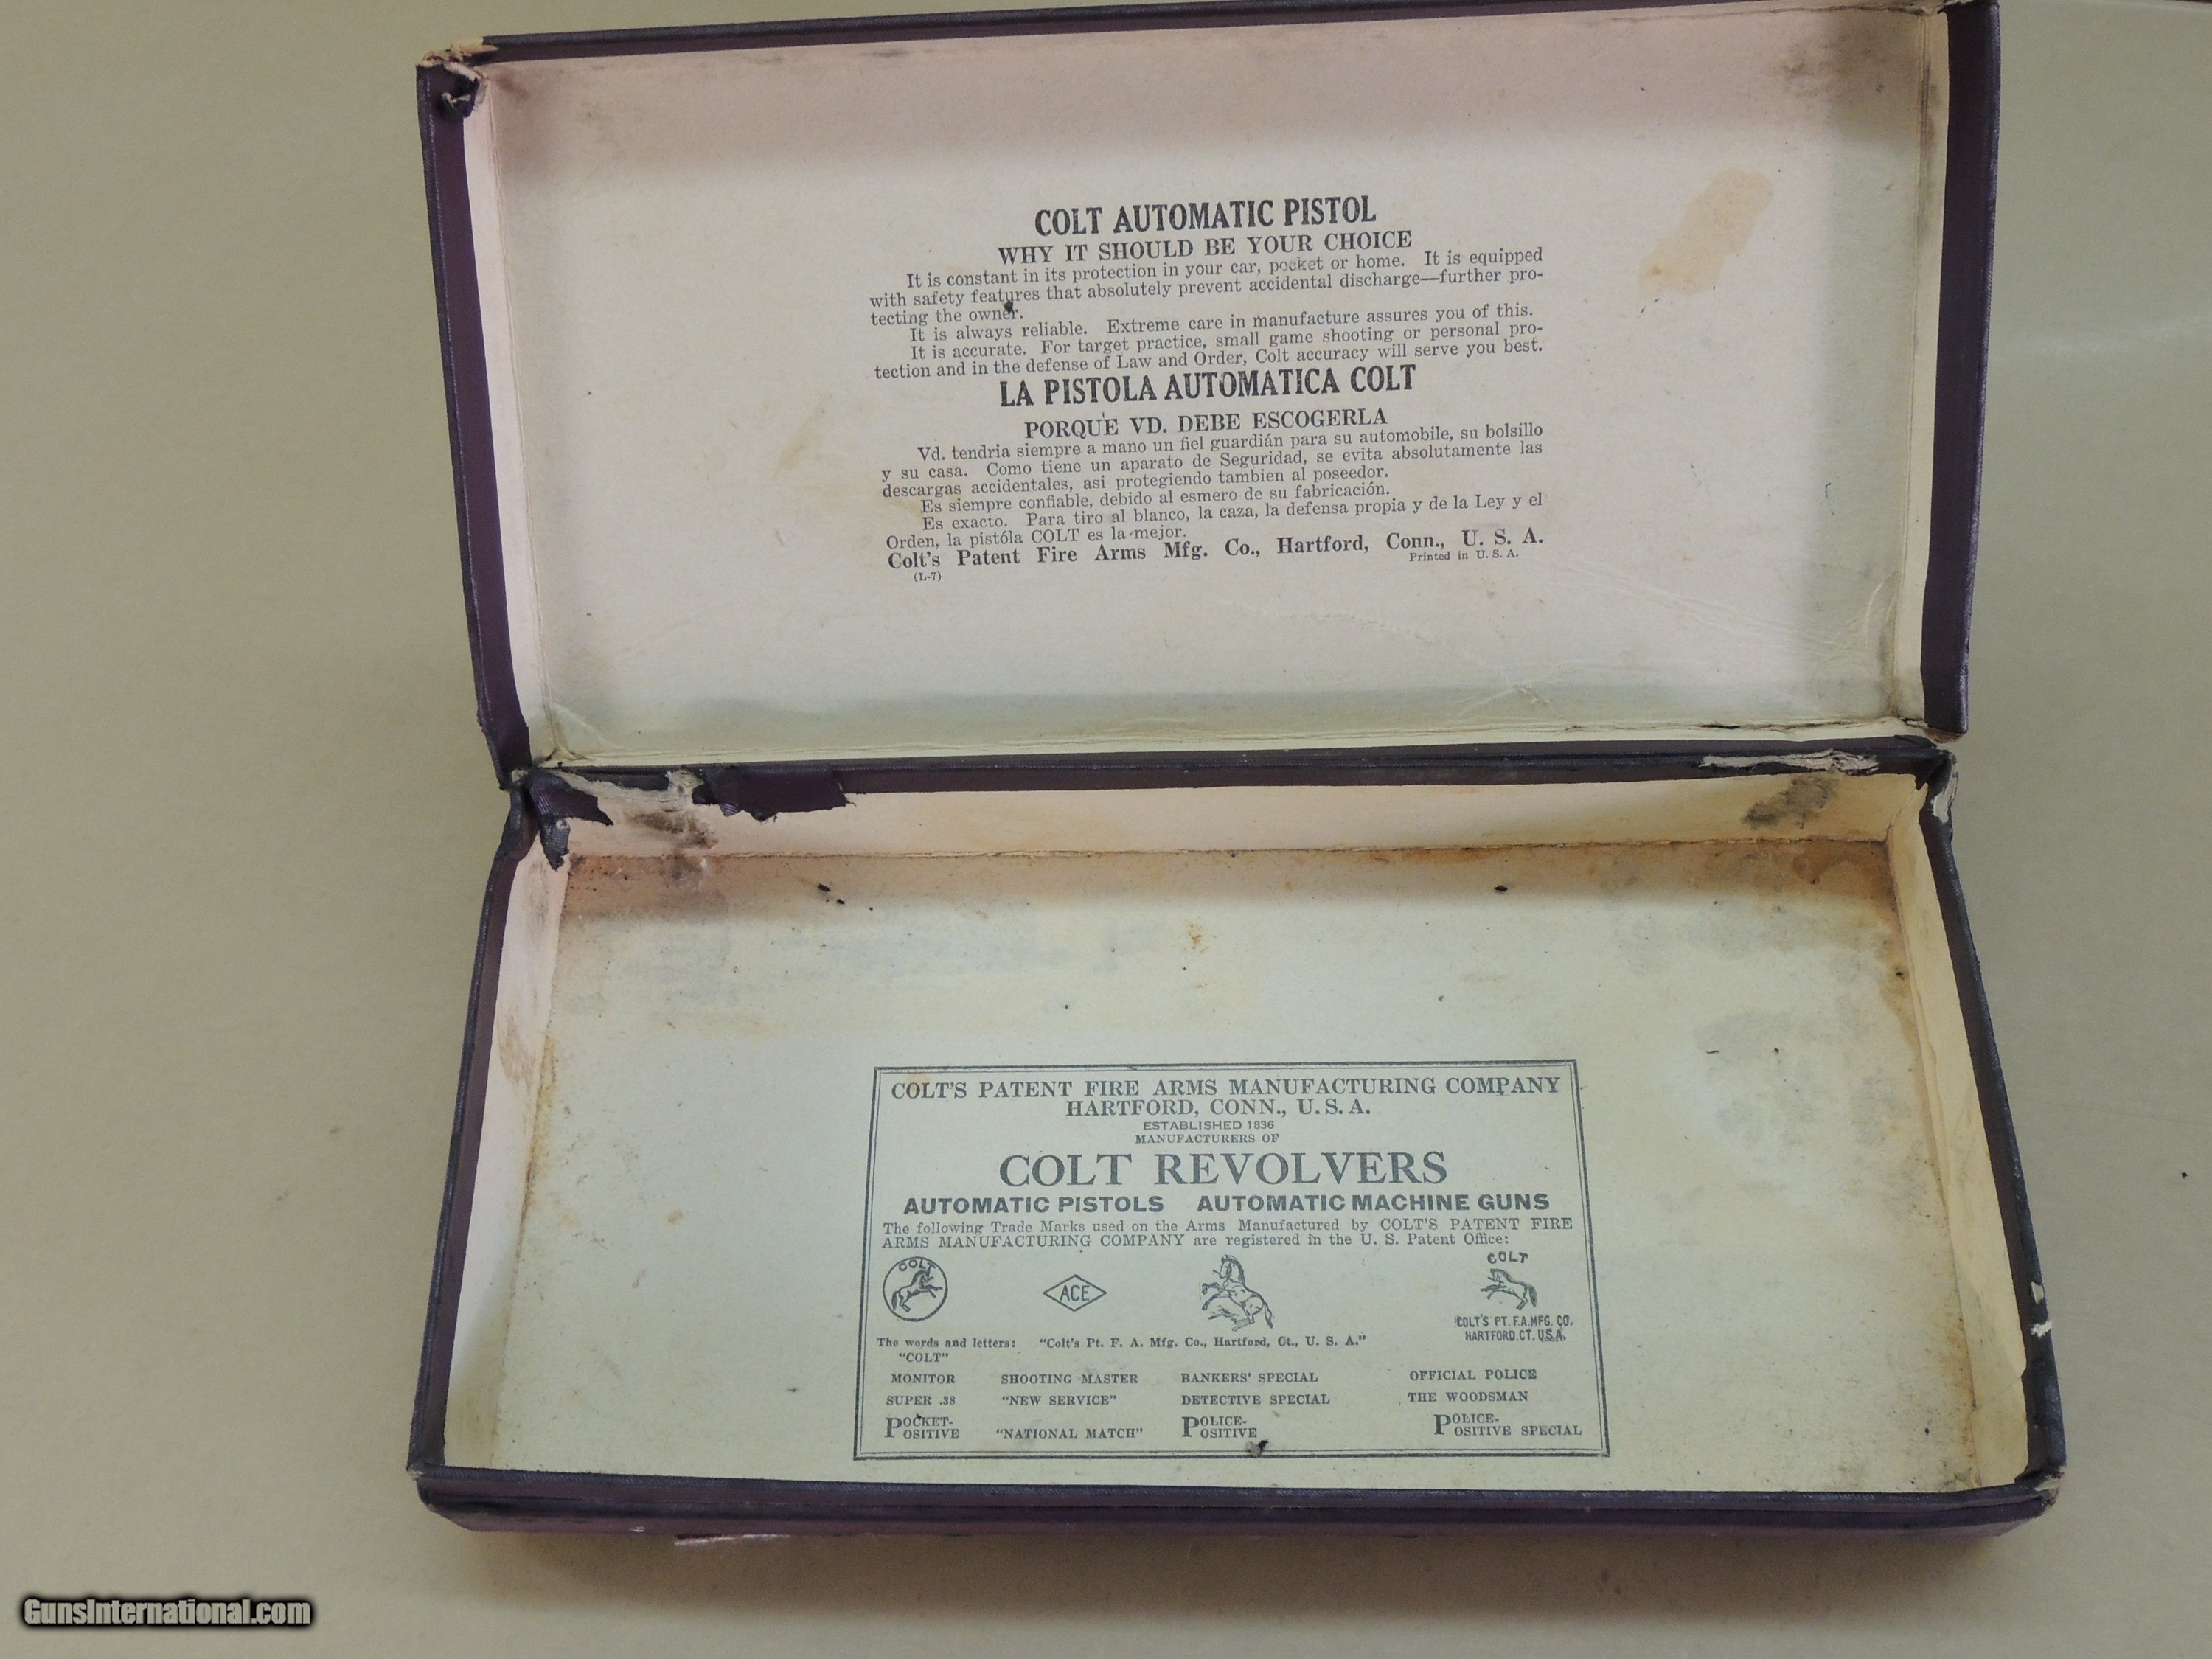 COLT AUTOMATIC PISTOL
WHY IT SHOULD BE YOUR CHOICE
It is constant in its protection in your car, pocket or home. It is equipped
with safety features that absolutely prevent accidental discharge—further pro-
tecting the owner.
It is always reliable. Extreme care in manufacture assures you of this.
It is accurate. For target practice, small game shooting or personal pro-
tection and in the defense of Law and Order, Colt accuracy will serve you best.
LA PISTOLA AUTOMATICA COLT
PORQUE VD. DEBE ESCOGERLA
Vd. tendria siempre a mano un fiel guardián para su automobile, su bolsillo
y su casa. Como tiene un aparato de Seguridad, se evita absolutamente las
descargas accidentales, asi protegiendo tambien al poseedor.
Es siempre confiable, debido al esmero de su fabricación.
Es exacto. Para tiro al blanco, la caza, la defensa propia y de la Ley y el
Orden, la pistóla COLT es la mejor.
Colt's Patent Fire Arms Mfg. Co., Hartford, Conn., U. S. A.
(L-7) Printed in U. S. A.
COLT'S PATENT FIRE ARMS MANUFACTURING COMPANY
HARTFORD, CONN., U. S. A.
ESTABLISHED 1836
MANUFACTURERS OF
COLT REVOLVERS
AUTOMATIC PISTOLS AUTOMATIC MACHINE GUNS
The following Trade Marks used on the Arms Manufactured by COLT'S PATENT FIRE
ARMS MANUFACTURING COMPANY are registered in the U. S. Patent Office:
COLT
ACE
COLT
COLT'S PT. F.A. MFG. CO.
HARTFORD. CT. U.S.A.
The words and letters: "Colt's Pt. F. A. Mfg. Co., Hartford, Ct., U. S. A."
"COLT"
MONITOR SHOOTING MASTER BANKERS' SPECIAL OFFICIAL POLICE
SUPER .38 "NEW SERVICE" DETECTIVE SPECIAL THE WOODSMAN
POCKET-POSITIVE "NATIONAL MATCH" POLICE-POSITIVE POLICE-POSITIVE SPECIAL
GunsInternational.com